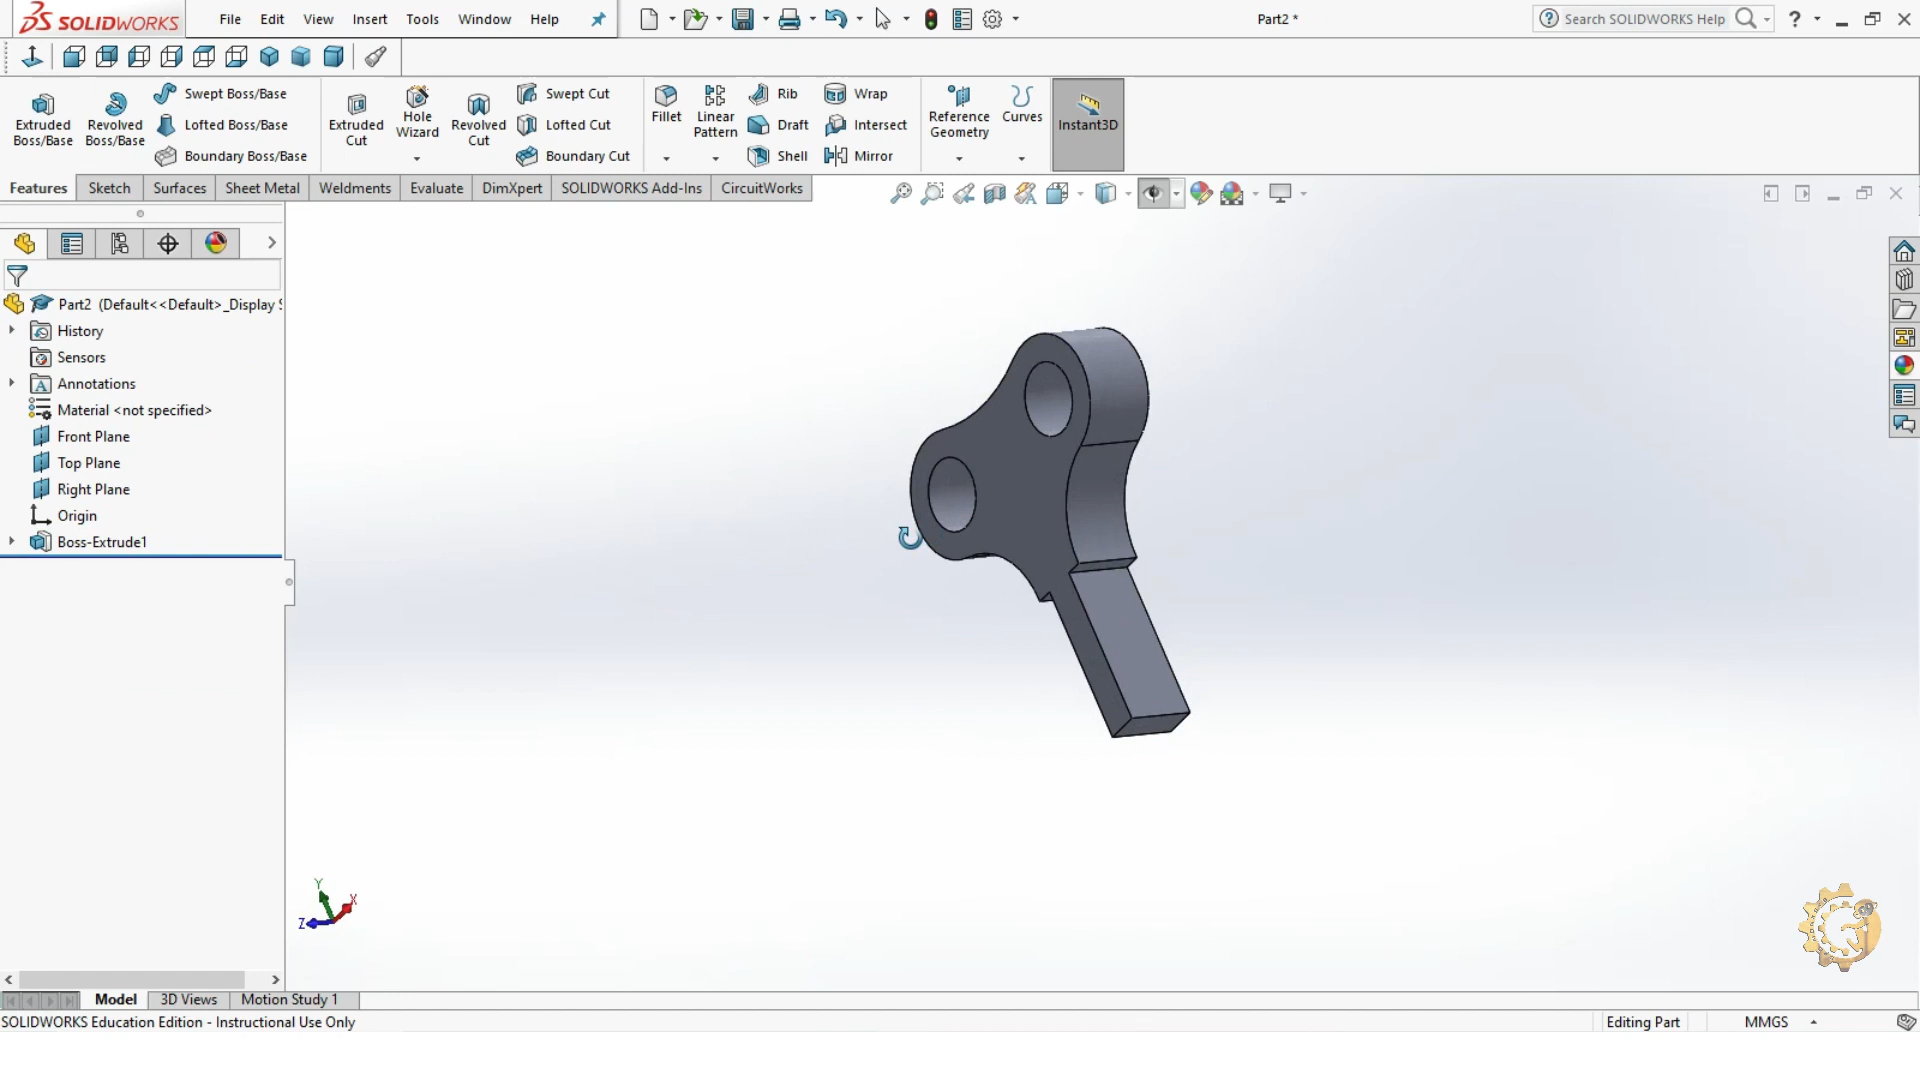 SOLIDWORKS File Edit View Insert Tools Window Help Part2 * Search SOLIDWORKS Help ?
Extruded Boss/Base
Revolved Boss/Base
Swept Boss/Base
Lofted Boss/Base
Boundary Boss/Base
Extruded Cut
Hole Wizard
Revolved Cut
Swept Cut
Lofted Cut
Boundary Cut
Fillet
Linear Pattern
Rib
Draft
Shell
Wrap
Intersect
Mirror
Reference Geometry
Curves
Instant3D
Features Sketch Surfaces Sheet Metal Weldments Evaluate DimXpert SOLIDWORKS Add-Ins CircuitWorks
Part2 (Default<<Default>_Display S
History
Sensors
Annotations
Material <not specified>
Front Plane
Top Plane
Right Plane
Origin
Boss-Extrude1
Y
X
Z
Model 3D Views Motion Study 1
SOLIDWORKS Education Edition - Instructional Use Only Editing Part MMGS